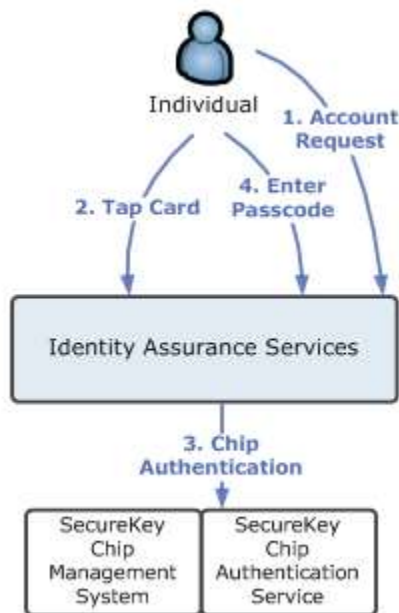 Individual
1. Account
Request
2. Tap Card
4. Enter
Passcode
Identity Assurance Services
3. Chip
Authentication
SecureKey
Chip
Management
System
SecureKey
Chip
Authentication
Service